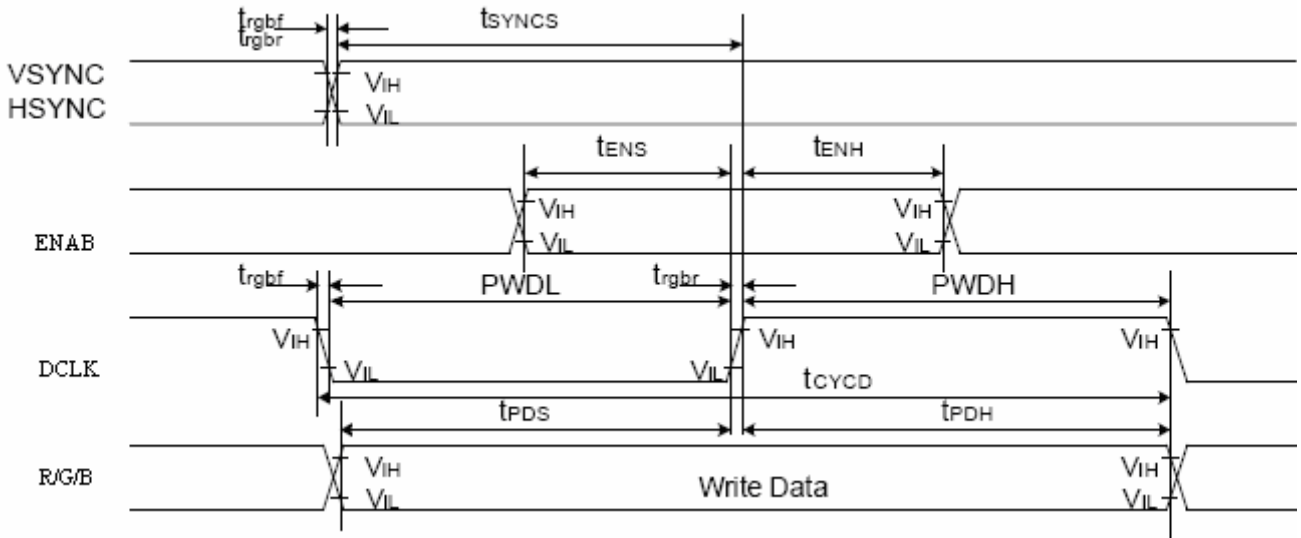 trgbf
trgbr
tSYNCS
VSYNC
HSYNC
VIH
VIL
tENS
tENH
ENAB
VIH
VIL
VIH
VIL
trgbf
PWDL
trgbr
PWDH
DCLK
VIH
VIL
VIL
VIH
VIH
tCYCD
tPDS
tPDH
R/G/B
VIH
VIL
Write Data
VIH
VIL